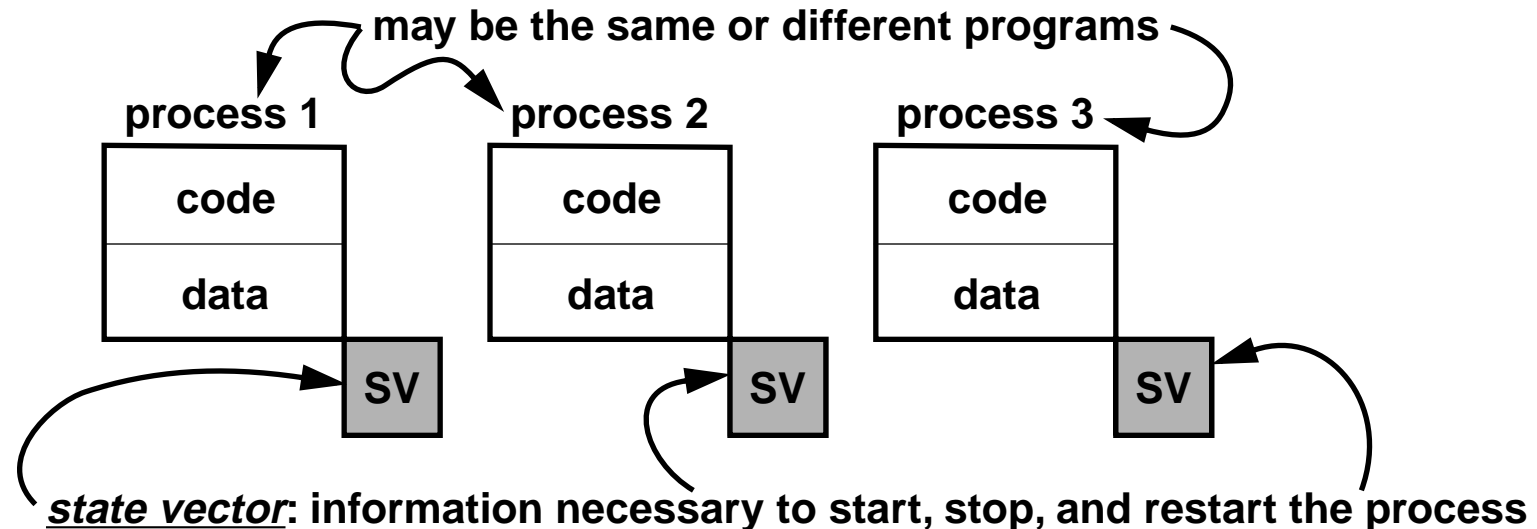 may be the same or different programs
process 1 process 2 process 3
code code code
data data data
SV SV SV
state vector: information necessary to start, stop, and restart the process